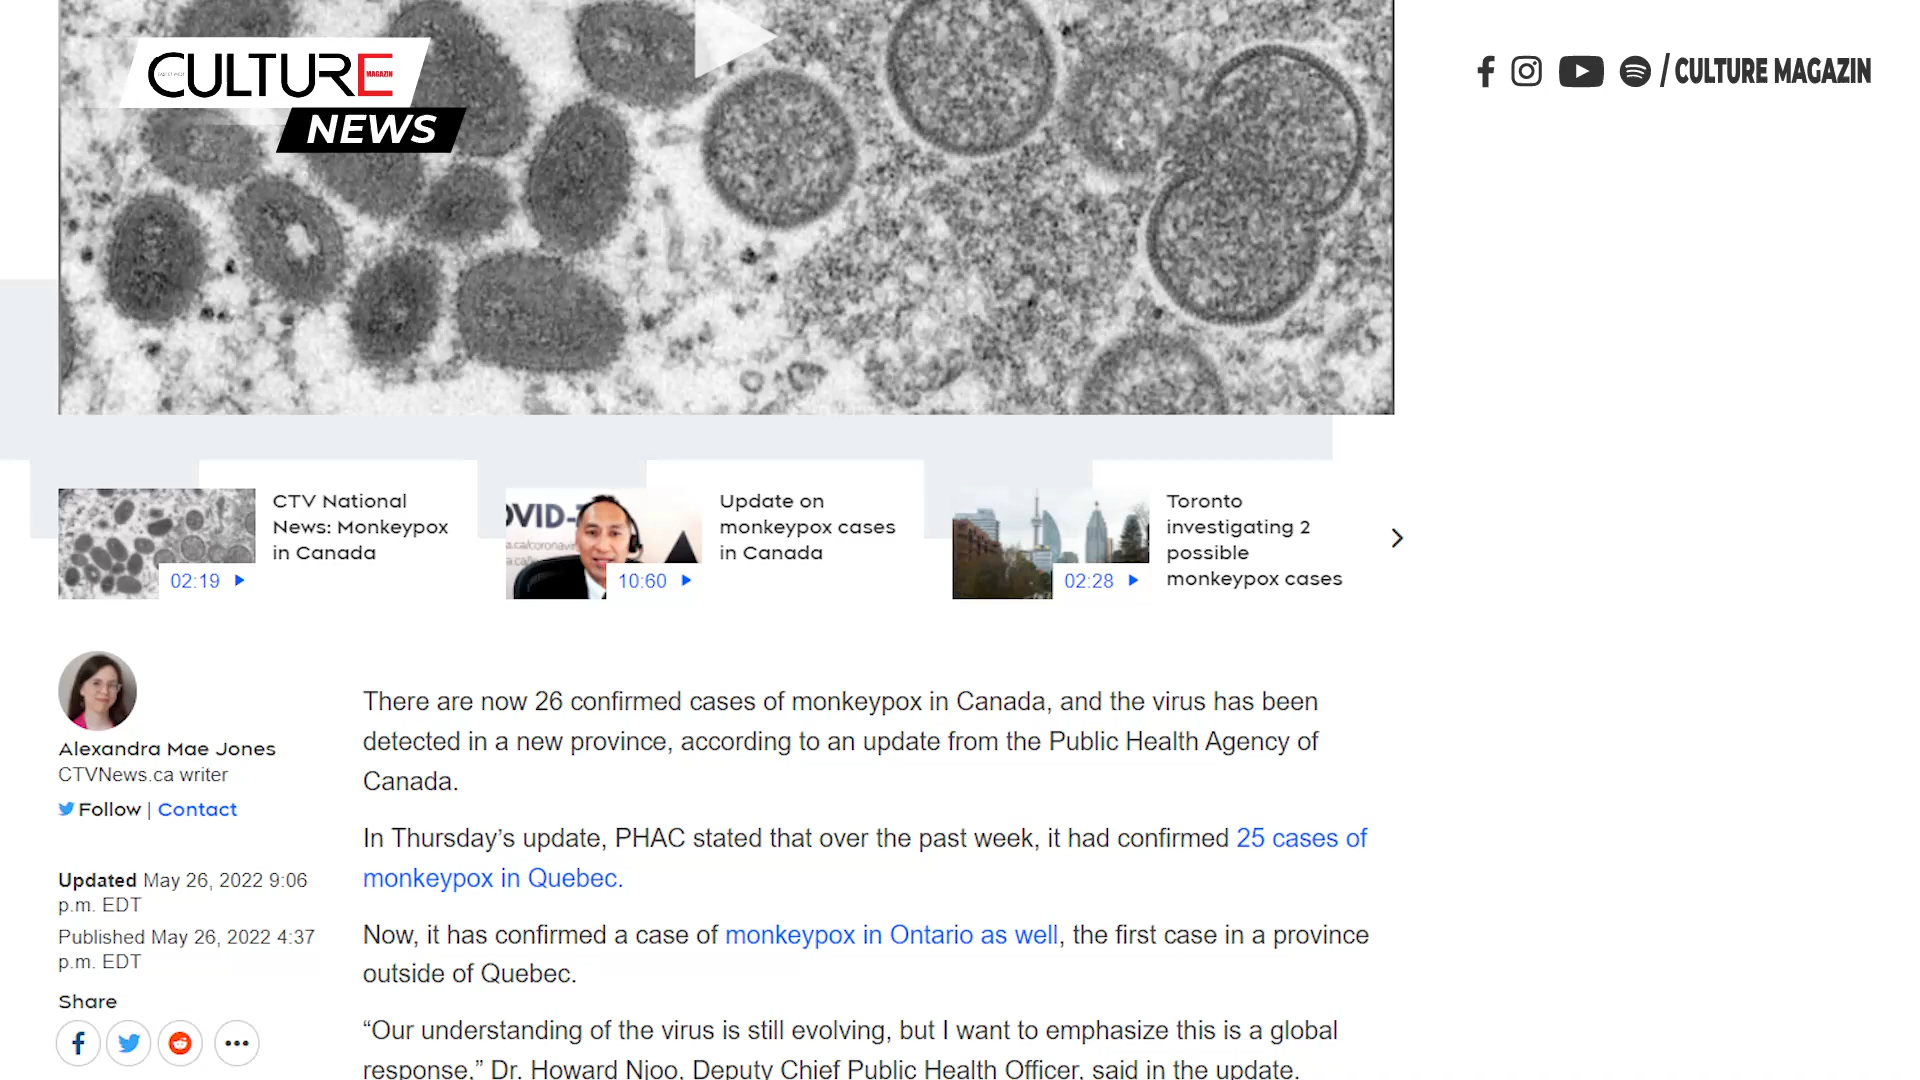 CULTURE
MAGAZIN
NEWS
/ CULTURE MAGAZIN
CTV National
News: Monkeypox
in Canada
02:19
OVID-
a.ca/coronavir
10:60
Update on
monkeypox cases
in Canada
02:28
Toronto
investigating 2
possible
monkeypox cases
Alexandra Mae Jones
CTVNews.ca writer
Follow | Contact
Updated May 26, 2022 9:06
p.m. EDT
Published May 26, 2022 4:37
p.m. EDT
Share
There are now 26 confirmed cases of monkeypox in Canada, and the virus has been
detected in a new province, according to an update from the Public Health Agency of
Canada.
In Thursday’s update, PHAC stated that over the past week, it had confirmed 25 cases of
monkeypox in Quebec.
Now, it has confirmed a case of monkeypox in Ontario as well, the first case in a province
outside of Quebec.
“Our understanding of the virus is still evolving, but I want to emphasize this is a global
response,” Dr. Howard Njoo, Deputy Chief Public Health Officer, said in the update.